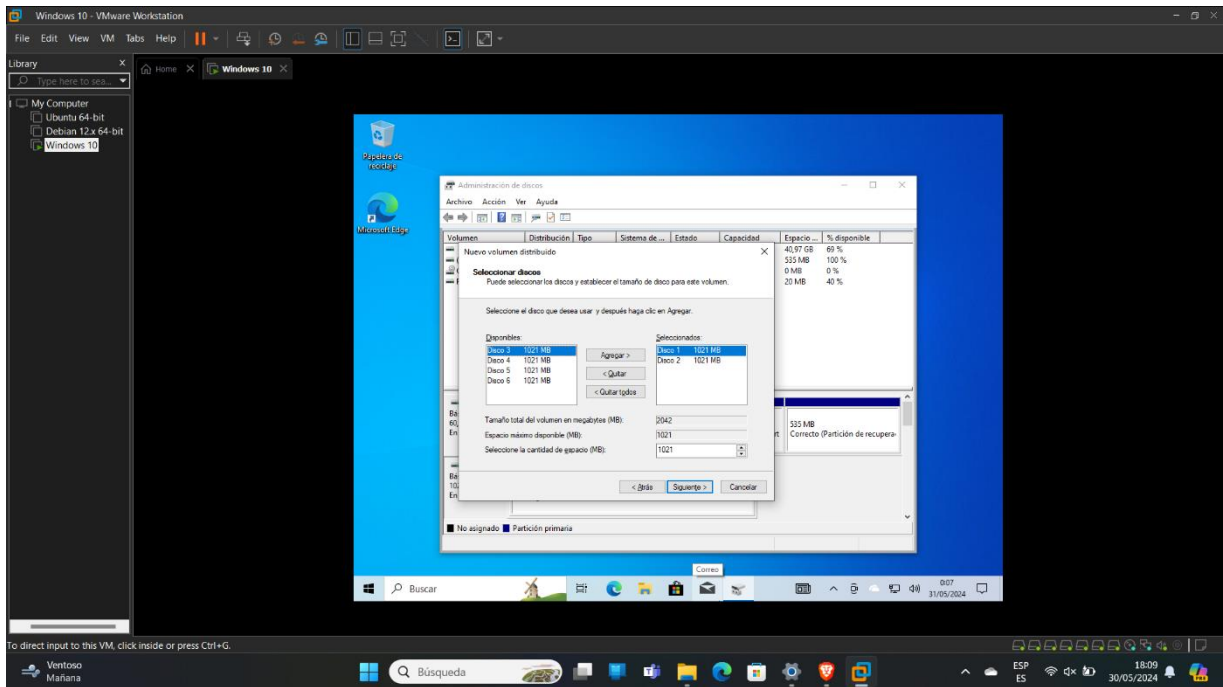 Windows 10 - VMware Workstation
File Edit View VM Tabs Help
Library X
Type here to sea...
Home X Windows 10 X
My Computer
Ubuntu 64-bit
Debian 12.x 64-bit
Windows 10
Papelera de
reciclaje
Microsoft Edge
Administración de discos
Archivo Acción Ver Ayuda
Volumen Distribución Tipo Sistema de ... Estado Capacidad Espacio ... % disponible
40,97 GB 69 %
535 MB 100 %
0 MB 0 %
20 MB 40 %
Nuevo volumen distribuido
Seleccionar discos
Puede seleccionar los discos y establecer el tamaño de disco para este volumen.
Seleccione el disco que desea usar y después haga clic en Agregar.
Disponibles: Seleccionados:
Disco 3 1021 MB
Disco 4 1021 MB
Disco 5 1021 MB
Disco 6 1021 MB
Agregar >
< Quitar
< Quitar todos
Disco 1 1021 MB
Disco 2 1021 MB
Tamaño total del volumen en megabytes (MB): 2042
Espacio máximo disponible (MB): 1021
Seleccione la cantidad de espacio (MB): 1021
< Atrás Siguiente > Cancelar
Bá
60,
En
535 MB
Correcto (Partición de recupera
Bá
En
No asignado Partición primaria
Correo
Buscar
0:07
31/05/2024
To direct input to this VM, click inside or press Ctrl+G.
Ventoso
Mañana
Búsqueda
ESP
ES
18:09
30/05/2024